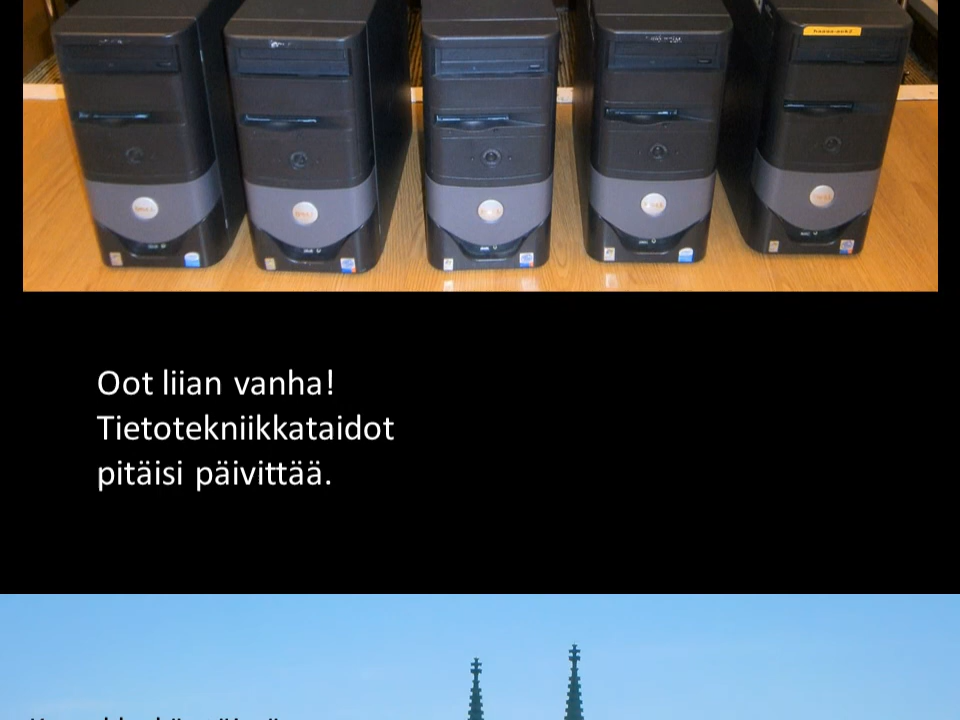 Oot liian vanha!
Tietotekniikkataidot
pitäisi päivittää.